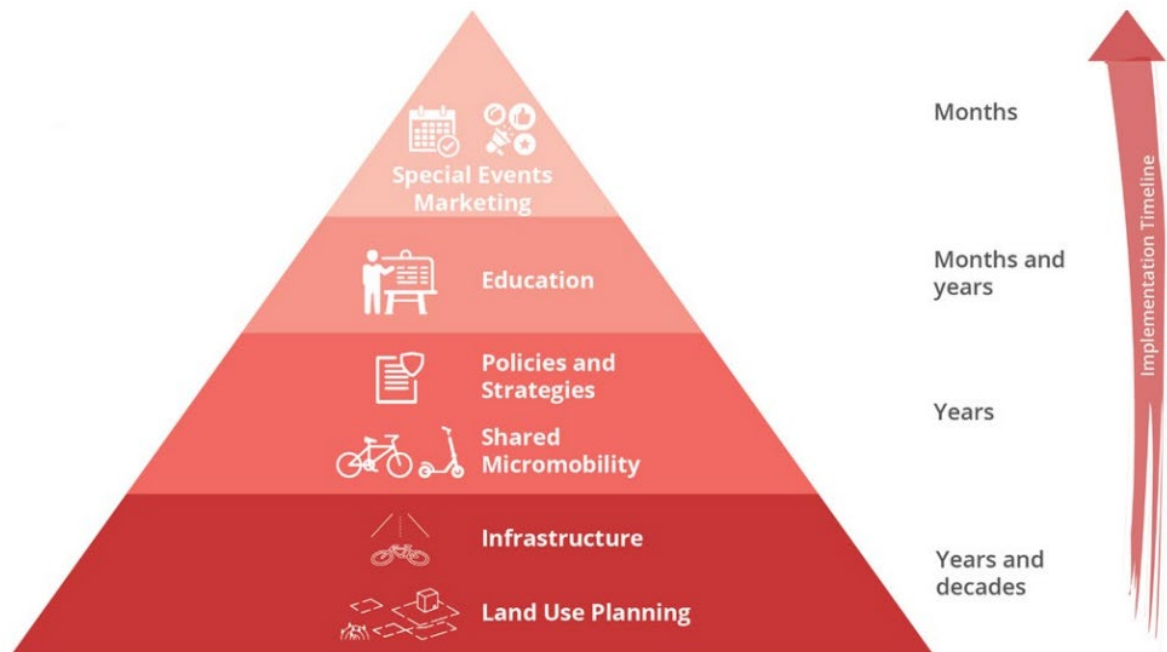 Months
Special Events
Marketing
Months and
years
Education
Policies and
Strategies
Years
Shared
Micromobility
Infrastructure
Years and
decades
Land Use Planning
Implementation Timeline